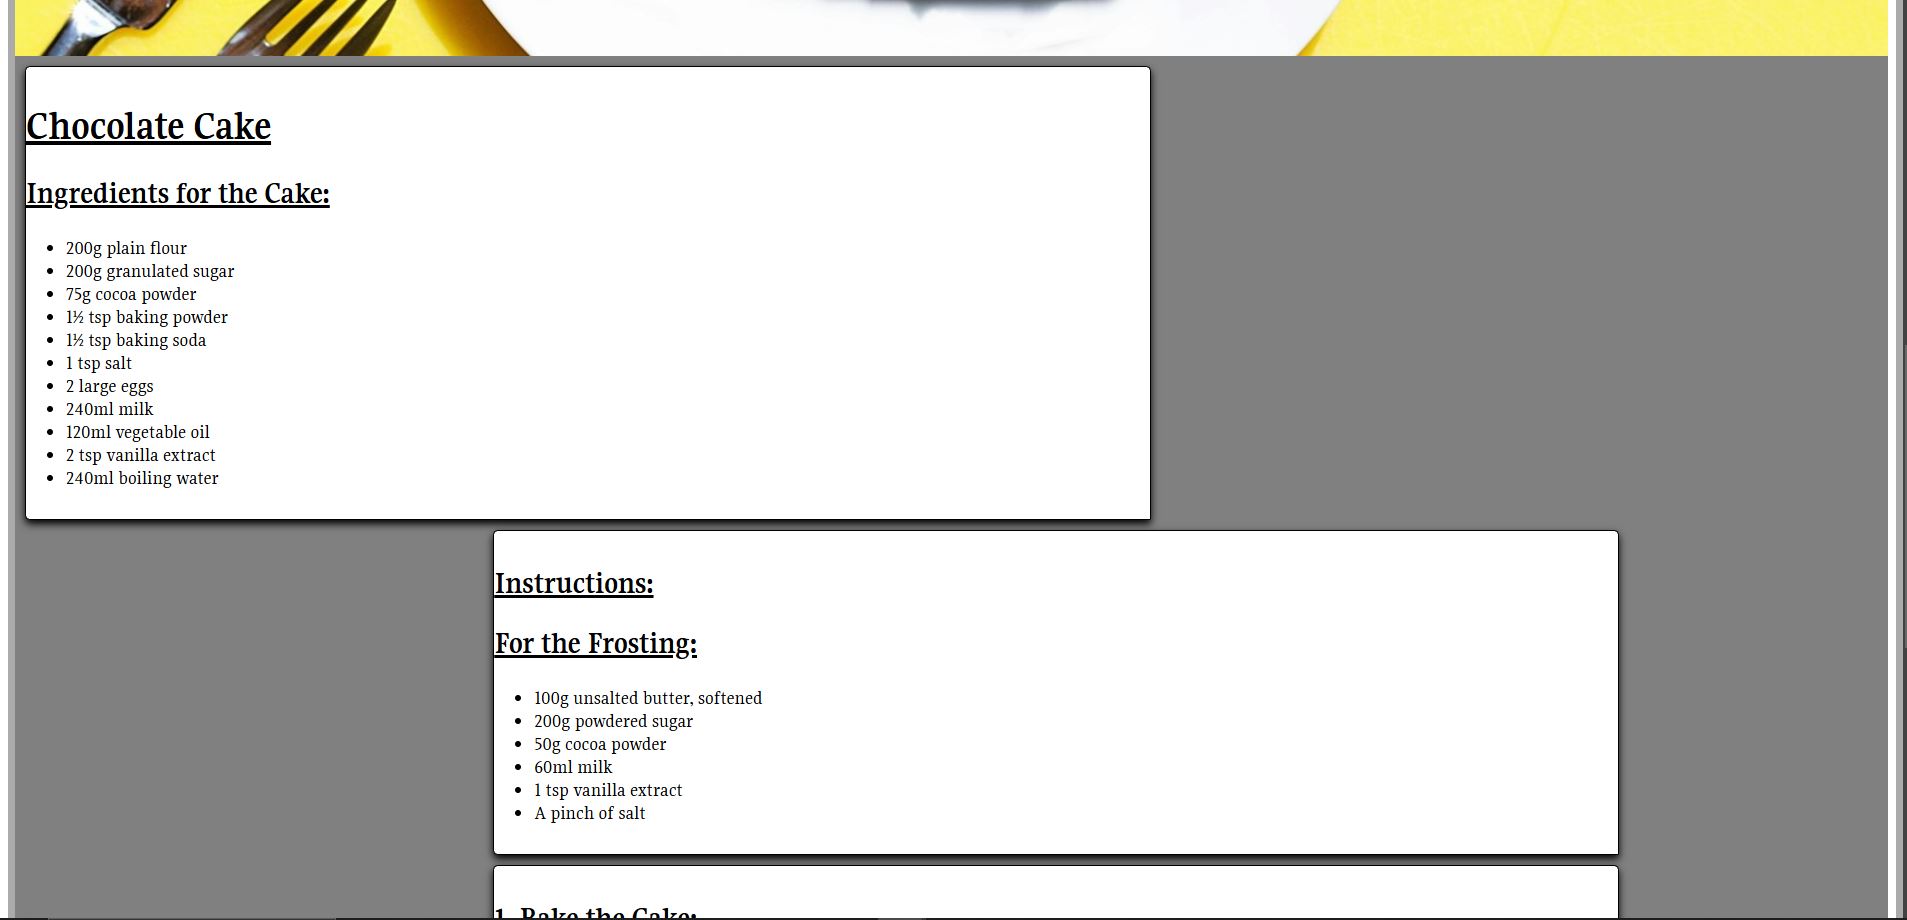 Chocolate Cake
Ingredients for the Cake:
200g plain flour
200g granulated sugar
75g cocoa powder
1½ tsp baking powder
1½ tsp baking soda
1 tsp salt
2 large eggs
240ml milk
120ml vegetable oil
2 tsp vanilla extract
240ml boiling water
Instructions:
For the Frosting:
100g unsalted butter, softened
200g powdered sugar
50g cocoa powder
60ml milk
1 tsp vanilla extract
A pinch of salt
1. Bake the Cake: